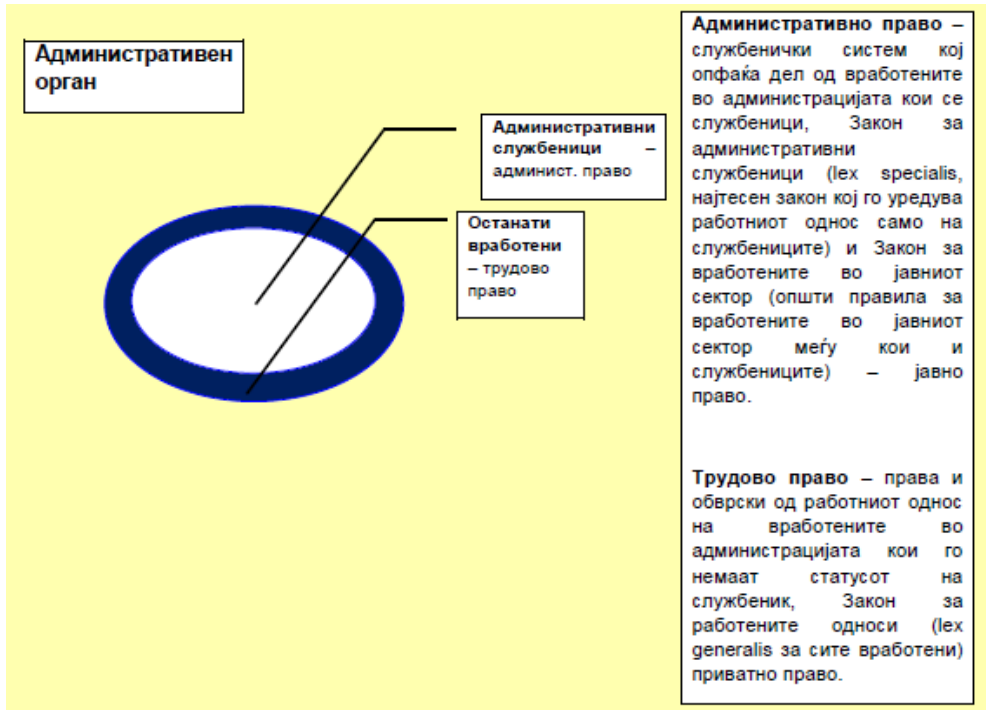 Административен
орган
Административни
службеници –
админист. право
Останати
вработени
– трудово
право
Административно право –
службенички систем кој
опфаќа дел од вработените
во администрацијата кои се
службеници, Закон за
административни
службеници (lex specialis,
најтесен закон кој го уредува
работниот однос само на
службениците) и Закон за
вработените во јавниот
сектор (општи правила за
вработените во јавниот
сектор меѓу кои и
службениците) – јавно
право.
Трудово право – права и
обврски од работниот однос
на вработените во
администрацијата кои го
немаат статусот на
службеник, Закон за
работените односи (lex
generalis за сите вработени)
приватно право.